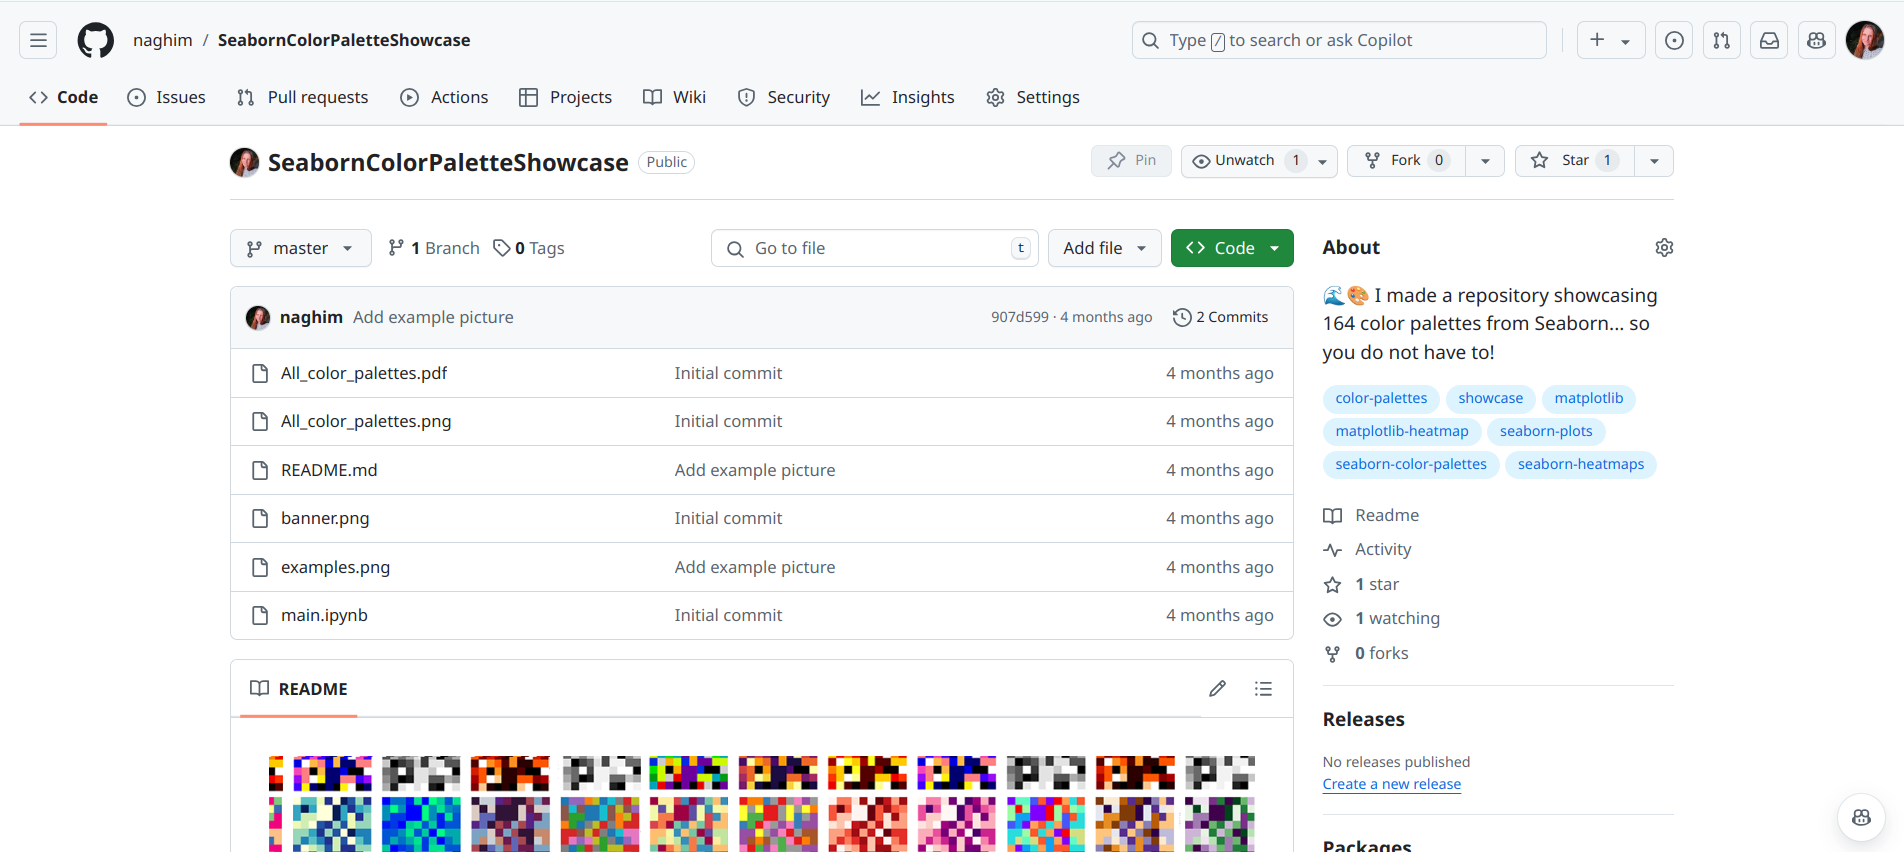 naghim / SeabornColorPaletteShowcase
Type / to search or ask Copilot
Code Issues Pull requests Actions Projects Wiki Security Insights Settings
SeabornColorPaletteShowcase Public
Pin Unwatch 1 Fork 0 Star 1
master 1 Branch 0 Tags Go to file t Add file Code
naghim Add example picture 907d599 · 4 months ago 2 Commits
All_color_palettes.pdf Initial commit 4 months ago
All_color_palettes.png Initial commit 4 months ago
README.md Add example picture 4 months ago
banner.png Initial commit 4 months ago
examples.png Add example picture 4 months ago
main.ipynb Initial commit 4 months ago
README
About
🌊🎨 I made a repository showcasing
164 color palettes from Seaborn... so
you do not have to!
color-palettes showcase matplotlib
matplotlib-heatmap seaborn-plots
seaborn-color-palettes seaborn-heatmaps
Readme
Activity
1 star
1 watching
0 forks
Releases
No releases published
Create a new release
Packages